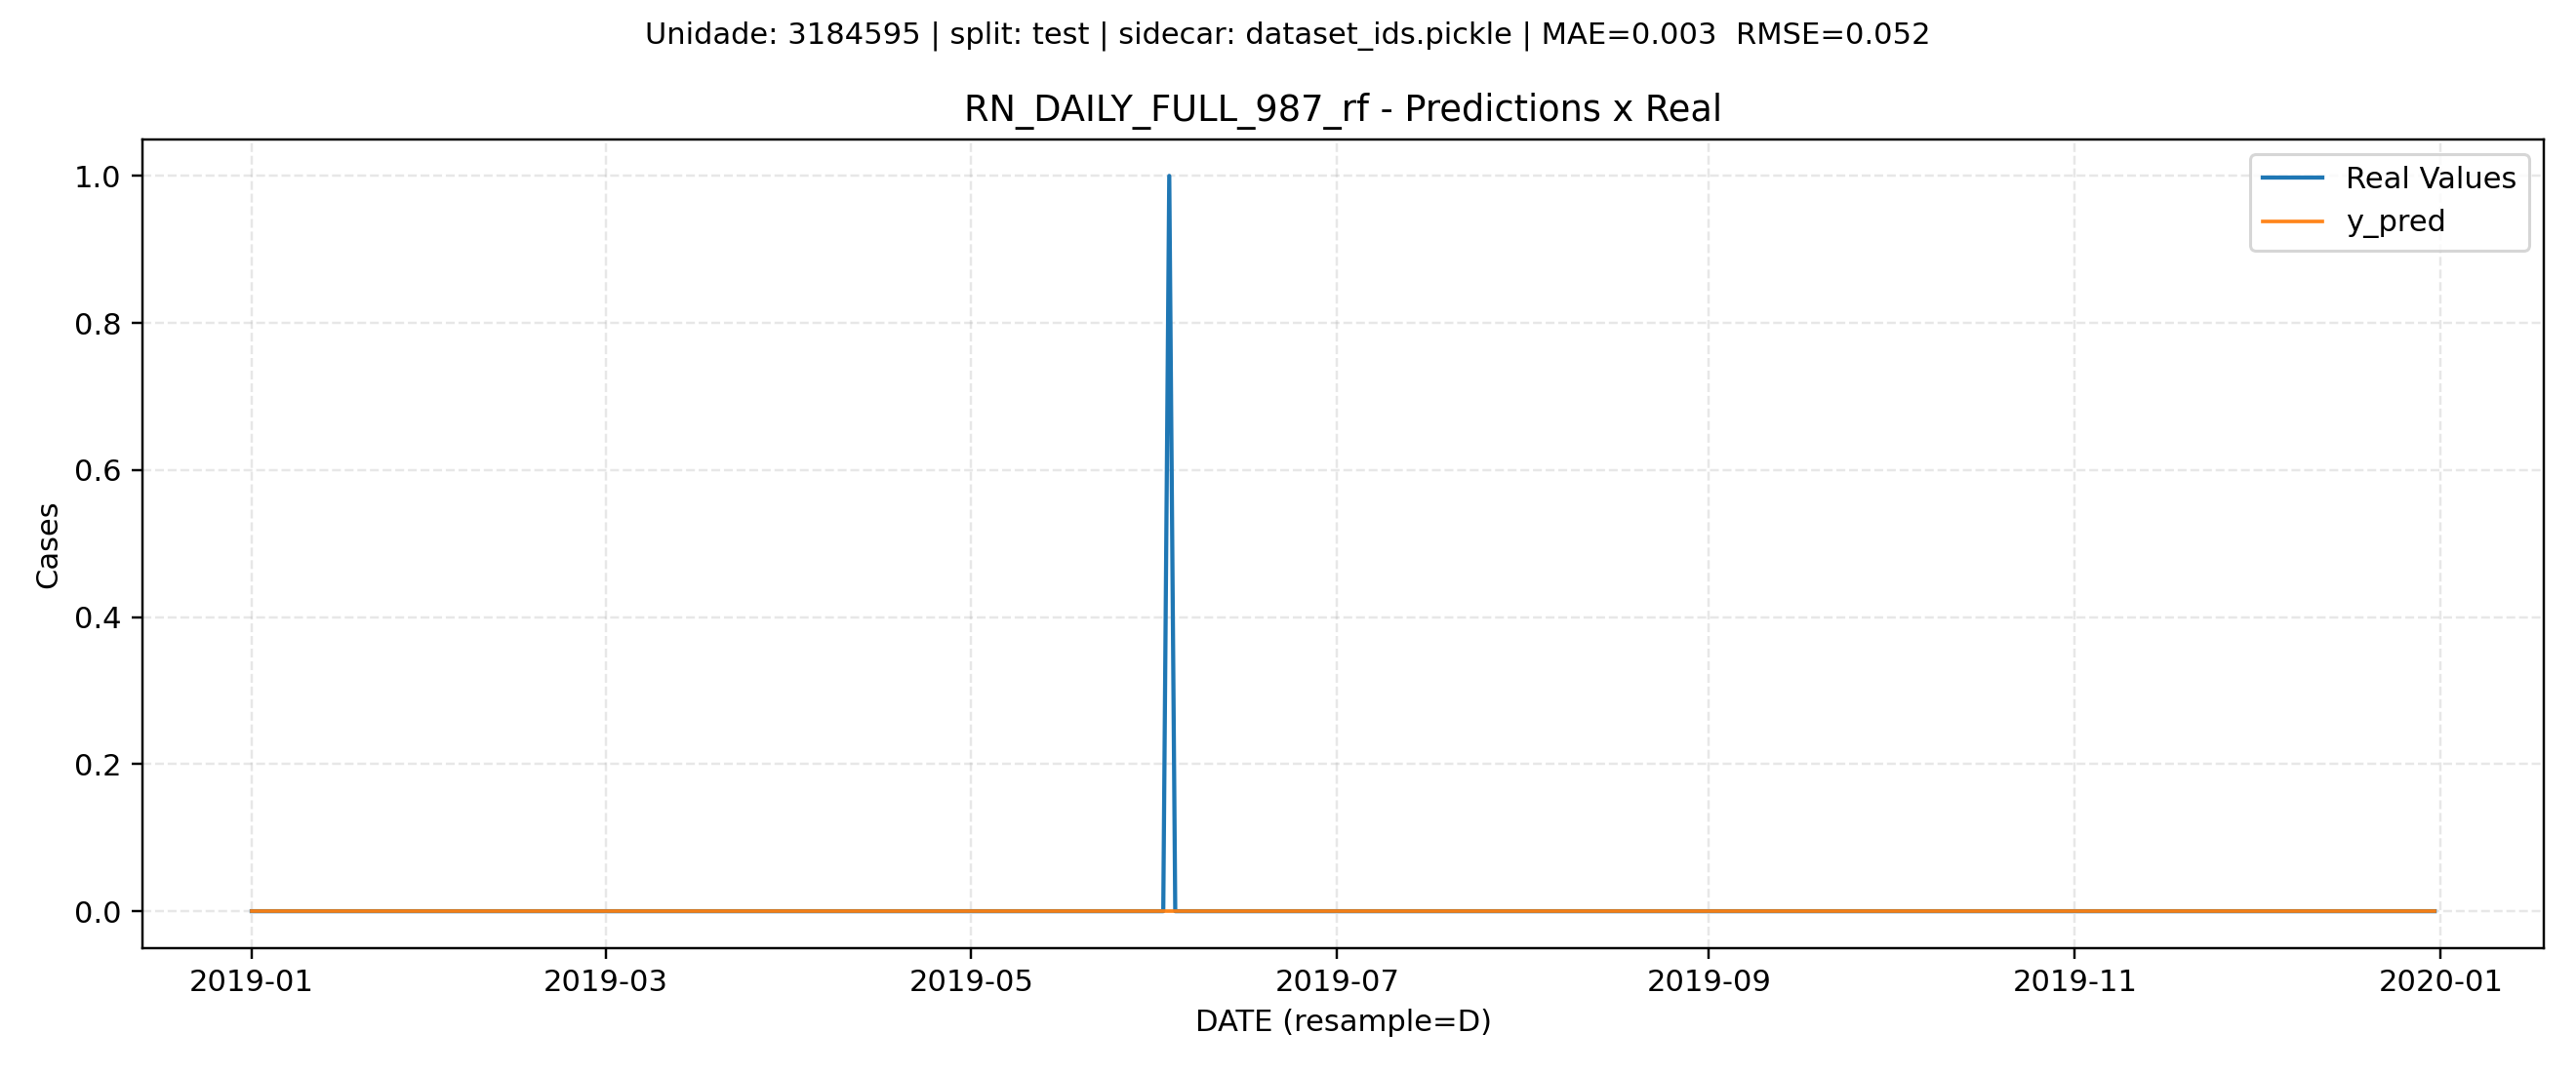 Unidade: 3184595 | split: test | sidecar: dataset_ids.pickle | MAE=0.003  RMSE=0.052
RN_DAILY_FULL_987_rf - Predictions x Real
Real Values
y_pred
1.0
0.8
0.6
0.4
0.2
0.0
Cases
2019-01 2019-03 2019-05 2019-07 2019-09 2019-11 2020-01
DATE (resample=D)